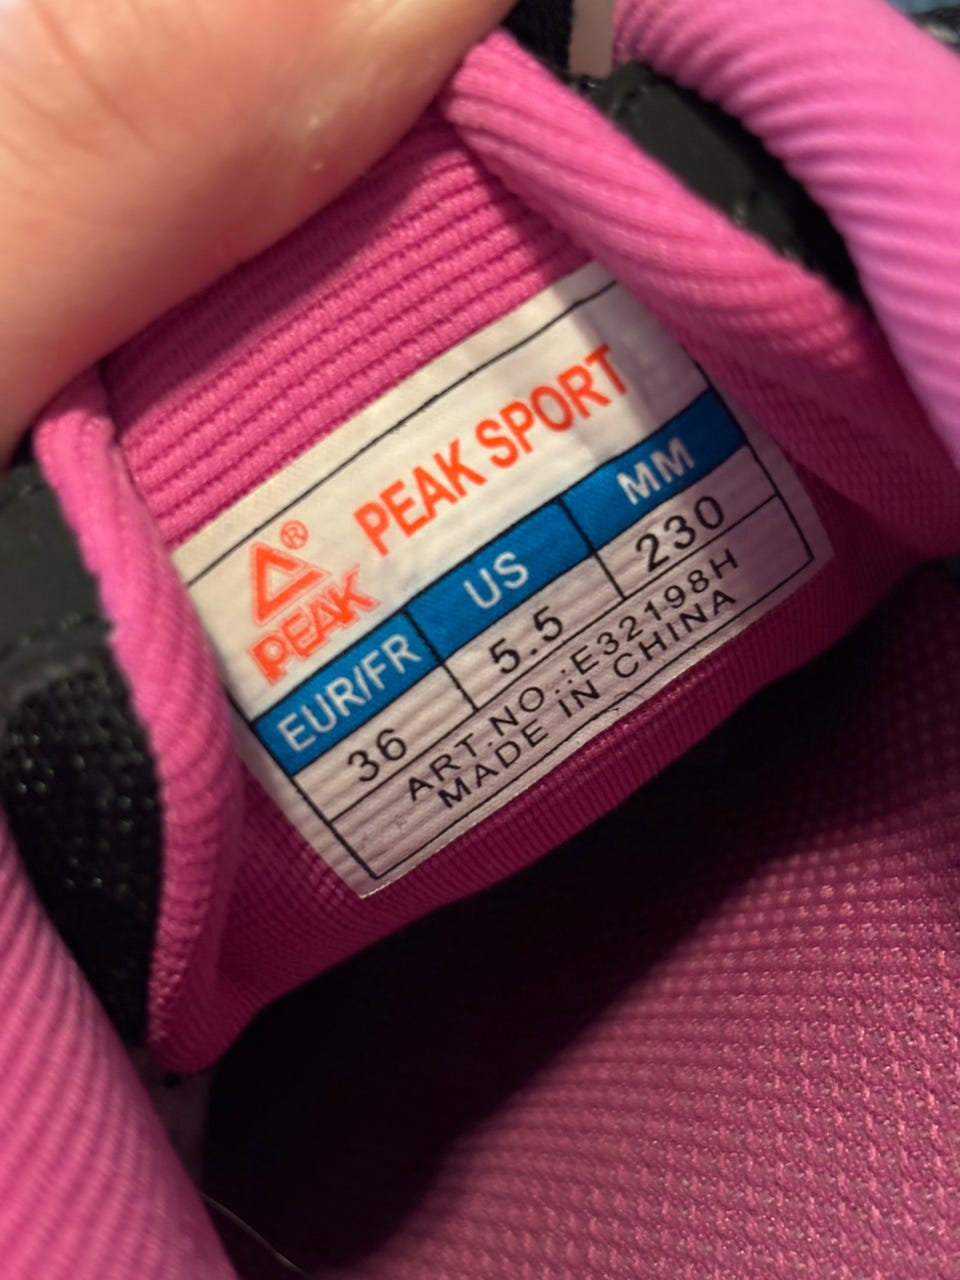 PEAK SPORT
®
PEAK
EUR/FR US MM
36 5.5 230
ART.NO.:E32198H
MADE IN CHINA